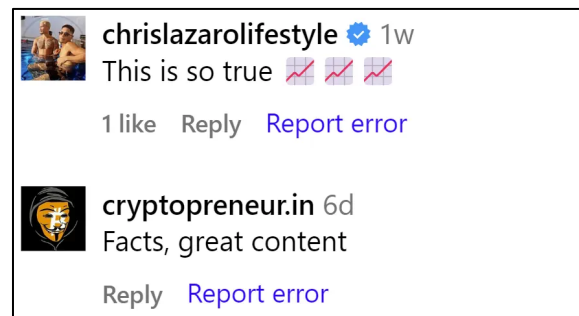 chrislazarolifestyle 1w
This is so true 📈 📈 📈
1 like Reply Report error
cryptopreneur.in 6d
Facts, great content
Reply Report error